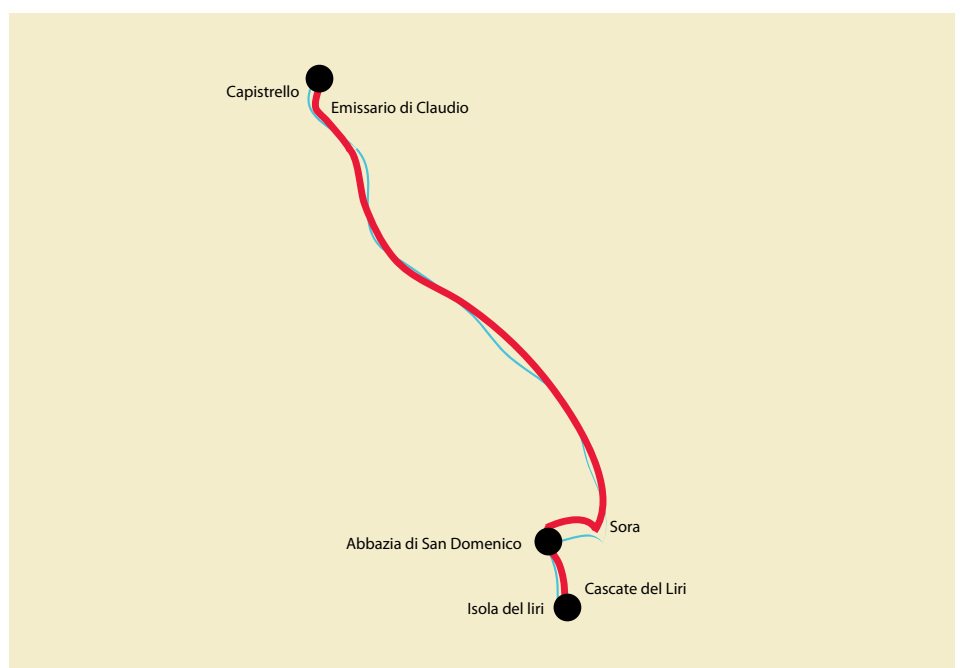 Capistrello
Emissario di Claudio
Sora
Abbazia di San Domenico
Cascate del Liri
Isola del liri